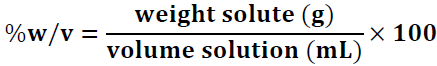 %w/v = weight solute (g) / volume solution (mL) × 100